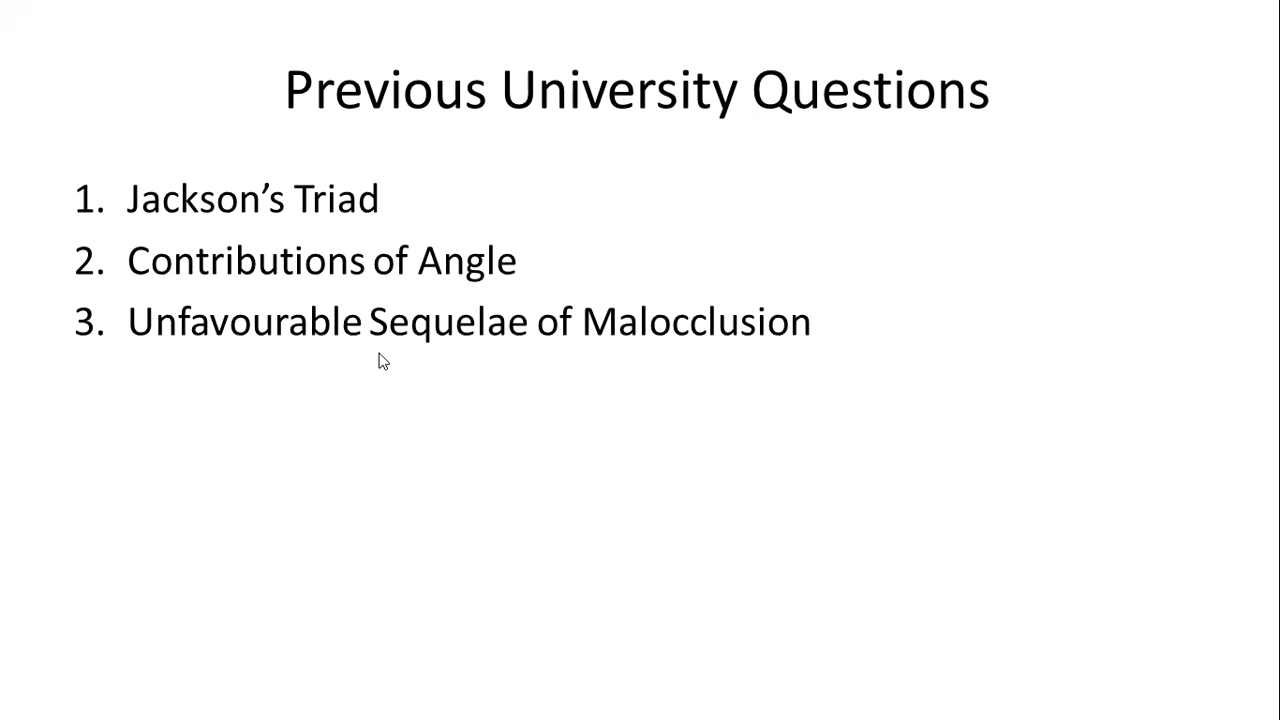 Previous University Questions
1. Jackson’s Triad
2. Contributions of Angle
3. Unfavourable Sequelae of Malocclusion